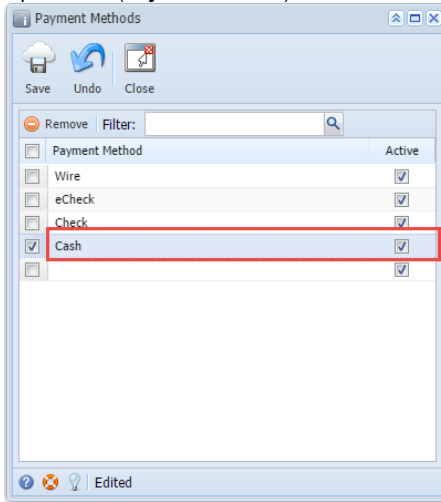 Payment Methods
Save Undo Close
Remove Filter:
Payment Method Active
Wire
eCheck
Check
Cash
Edited